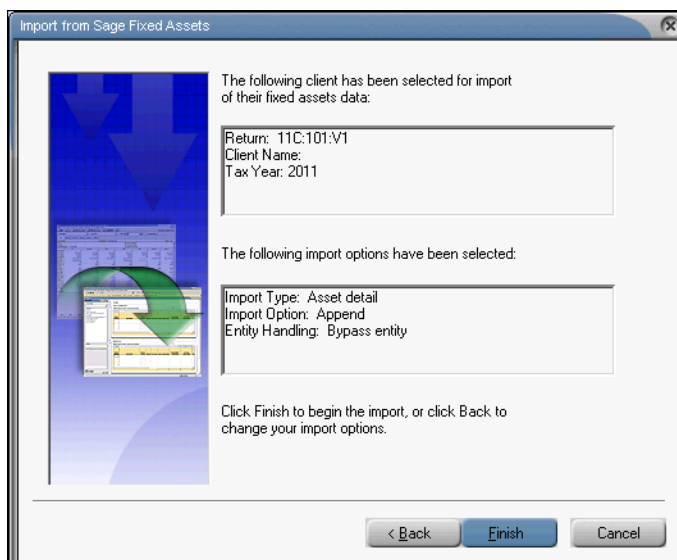 Import from Sage Fixed Assets
The following client has been selected for import
of their fixed assets data:
Return: 11C:101:V1
Client Name:
Tax Year: 2011
The following import options have been selected:
Import Type: Asset detail
Import Option: Append
Entity Handling: Bypass entity
Click Finish to begin the import, or click Back to
change your import options.
< Back Finish Cancel